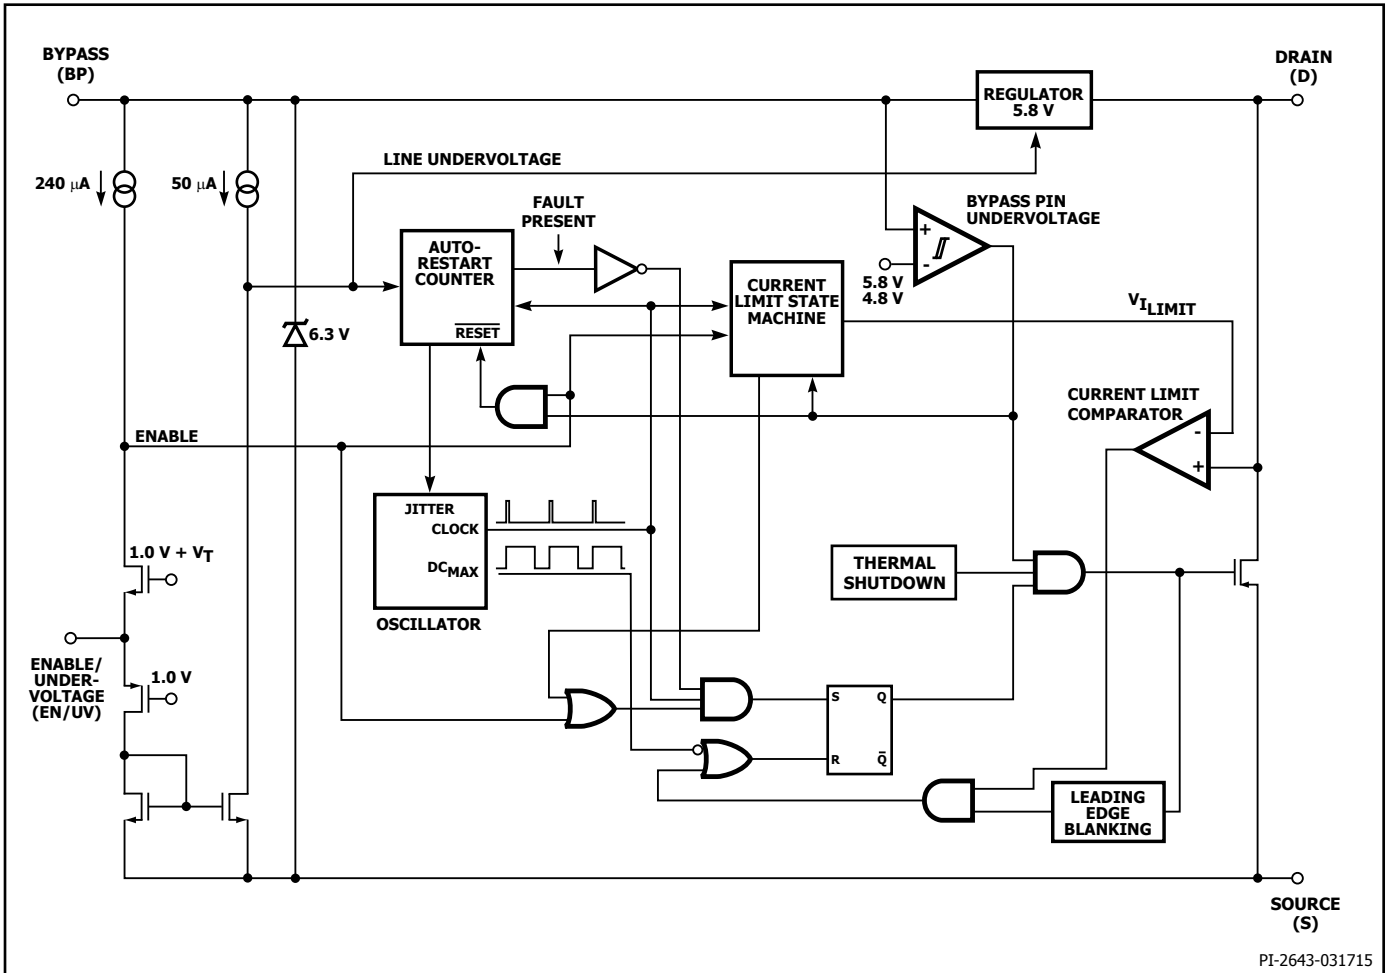 BYPASS
(BP)
DRAIN
(D)
REGULATOR
5.8 V
LINE UNDERVOLTAGE
240 μA
50 μA
FAULT
PRESENT
BYPASS PIN
UNDERVOLTAGE
+
-
5.8 V
4.8 V
AUTO-
RESTART
COUNTER
RESET
CURRENT
LIMIT STATE
MACHINE
VILIMIT
6.3 V
CURRENT LIMIT
COMPARATOR
-
+
ENABLE
JITTER
CLOCK
DCMAX
OSCILLATOR
1.0 V + VT
THERMAL
SHUTDOWN
ENABLE/
UNDER-
VOLTAGE
(EN/UV)
1.0 V
S Q
R Q̅
LEADING
EDGE
BLANKING
SOURCE
(S)
PI-2643-031715